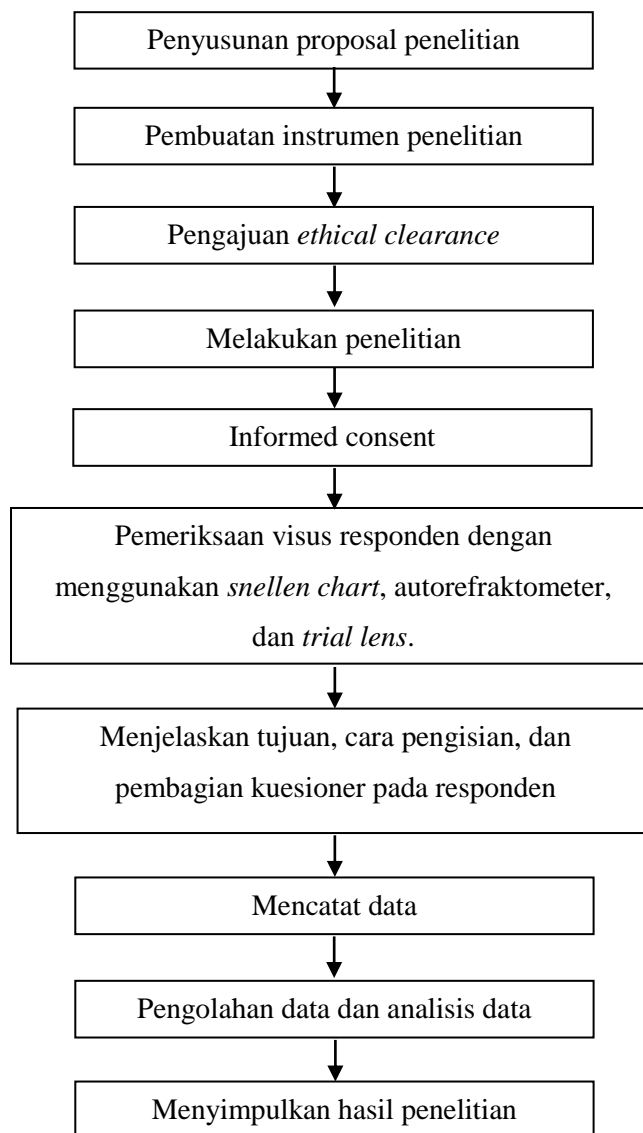 Penyusunan proposal penelitian
Pembuatan instrumen penelitian
Pengajuan ethical clearance
Melakukan penelitian
Informed consent
Pemeriksaan visus responden dengan
menggunakan snellen chart, autorefraktometer,
dan trial lens.
Menjelaskan tujuan, cara pengisian, dan
pembagian kuesioner pada responden
Mencatat data
Pengolahan data dan analisis data
Menyimpulkan hasil penelitian